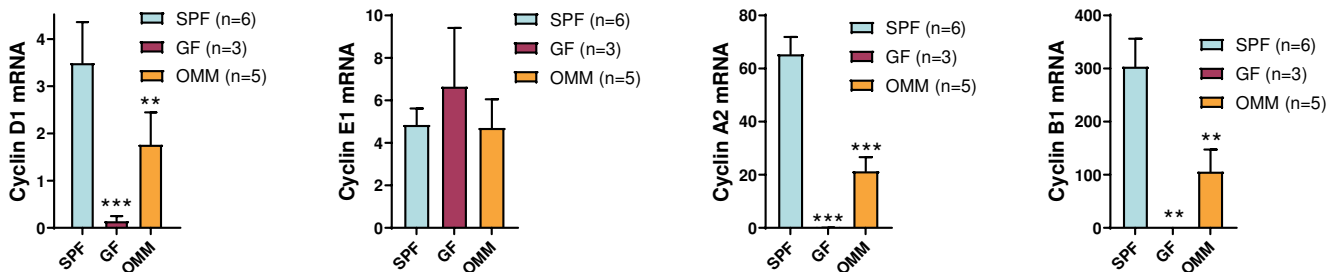 Cyclin D1 mRNA
4
3
2
1
0
***
**
SPF
GF
OMM
SPF (n=6)
GF (n=3)
OMM (n=5)
Cyclin E1 mRNA
10
8
6
4
2
0
SPF
GF
OMM
SPF (n=6)
GF (n=3)
OMM (n=5)
Cyclin A2 mRNA
80
60
40
20
0
***
***
SPF
GF
OMM
SPF (n=6)
GF (n=3)
OMM (n=5)
Cyclin B1 mRNA
400
300
200
100
0
**
**
SPF
GF
OMM
SPF (n=6)
GF (n=3)
OMM (n=5)